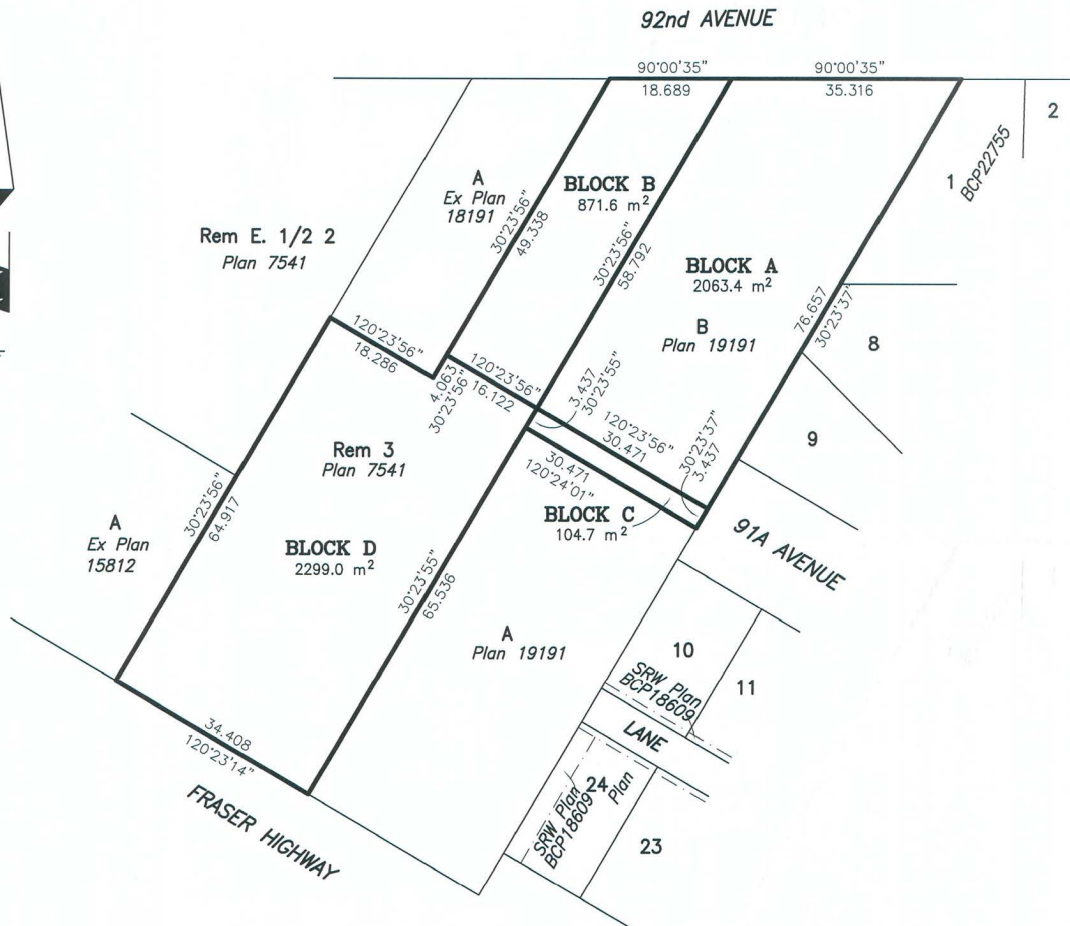 92nd AVENUE
90°00'35"
18.689
90°00'35"
35.316
2
1
BCP22755
A
Ex Plan
18191
BLOCK B
871.6 m²
30°23'56"
49.338
30°23'56"
58.792
Rem E. 1/2 2
Plan 7541
BLOCK A
2063.4 m²
B
Plan 19191
76.657
30°23'37"
8
120°23'56"
18.286
4.063
30°23'56"
120°23'56"
16.122
3.437
30°23'55"
120°23'56"
30.471
30°23'37"
3.437
9
Rem 3
Plan 7541
30.471
120°24'01"
BLOCK C
104.7 m²
91A AVENUE
A
Ex Plan
15812
30°23'56"
64.917
BLOCK D
2299.0 m²
30°23'55"
65.536
A
Plan 19191
10
SRW Plan
BCP18609
11
LANE
34.408
120°23'14"
FRASER HIGHWAY
24
SRW Plan
BCP18609
Plan
23